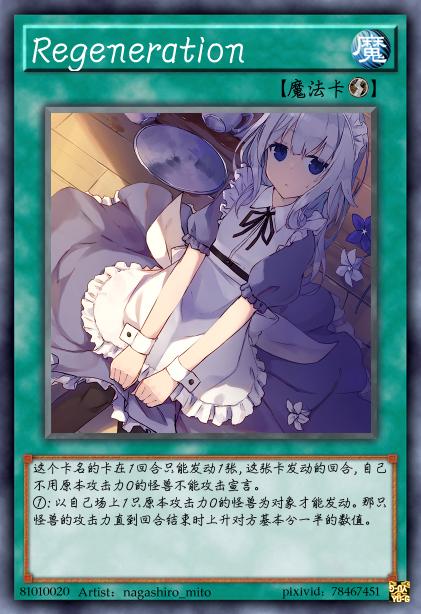 Regeneration
魔
【魔法卡】
这个卡名的卡在1回合只能发动1张,这张卡发动的回合,自己
不用原本攻击力0的怪兽不能攻击宣言。
①:以自己场上1只原本攻击力0的怪兽为对象才能发动。那只
怪兽的攻击力直到回合结束时上升对方基本分一半的数值。
81010020 Artist: nagashiro_mito pixivid: 78467451